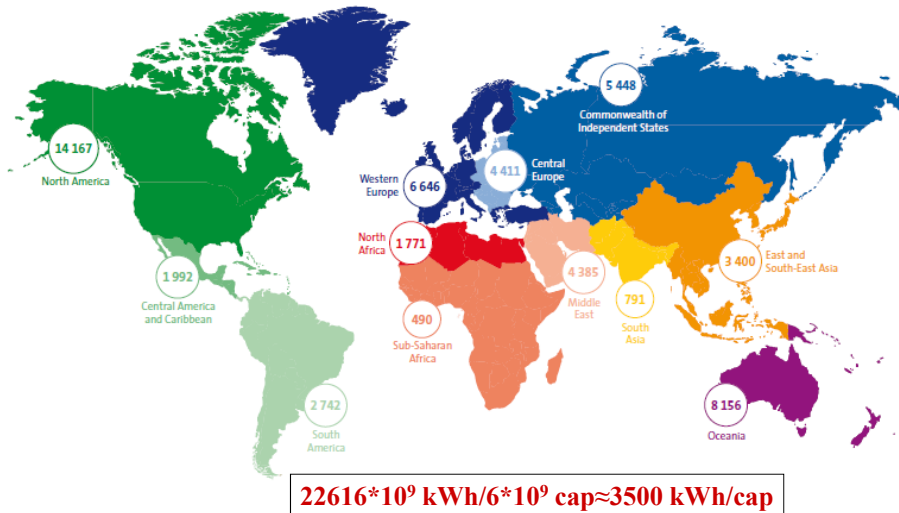 5 448
Commonwealth of
Independent States
14 167
North America
Western
Europe
6 646
4 411
Central
Europe
North
Africa
1 771
1 992
Central America
and Caribbean
490
Sub-Saharan
Africa
4 385
Middle
East
791
South
Asia
3 400
East and
South-East Asia
2 742
South
America
8 156
Oceania
22616*10⁹ kWh/6*10⁹ cap≈3500 kWh/cap